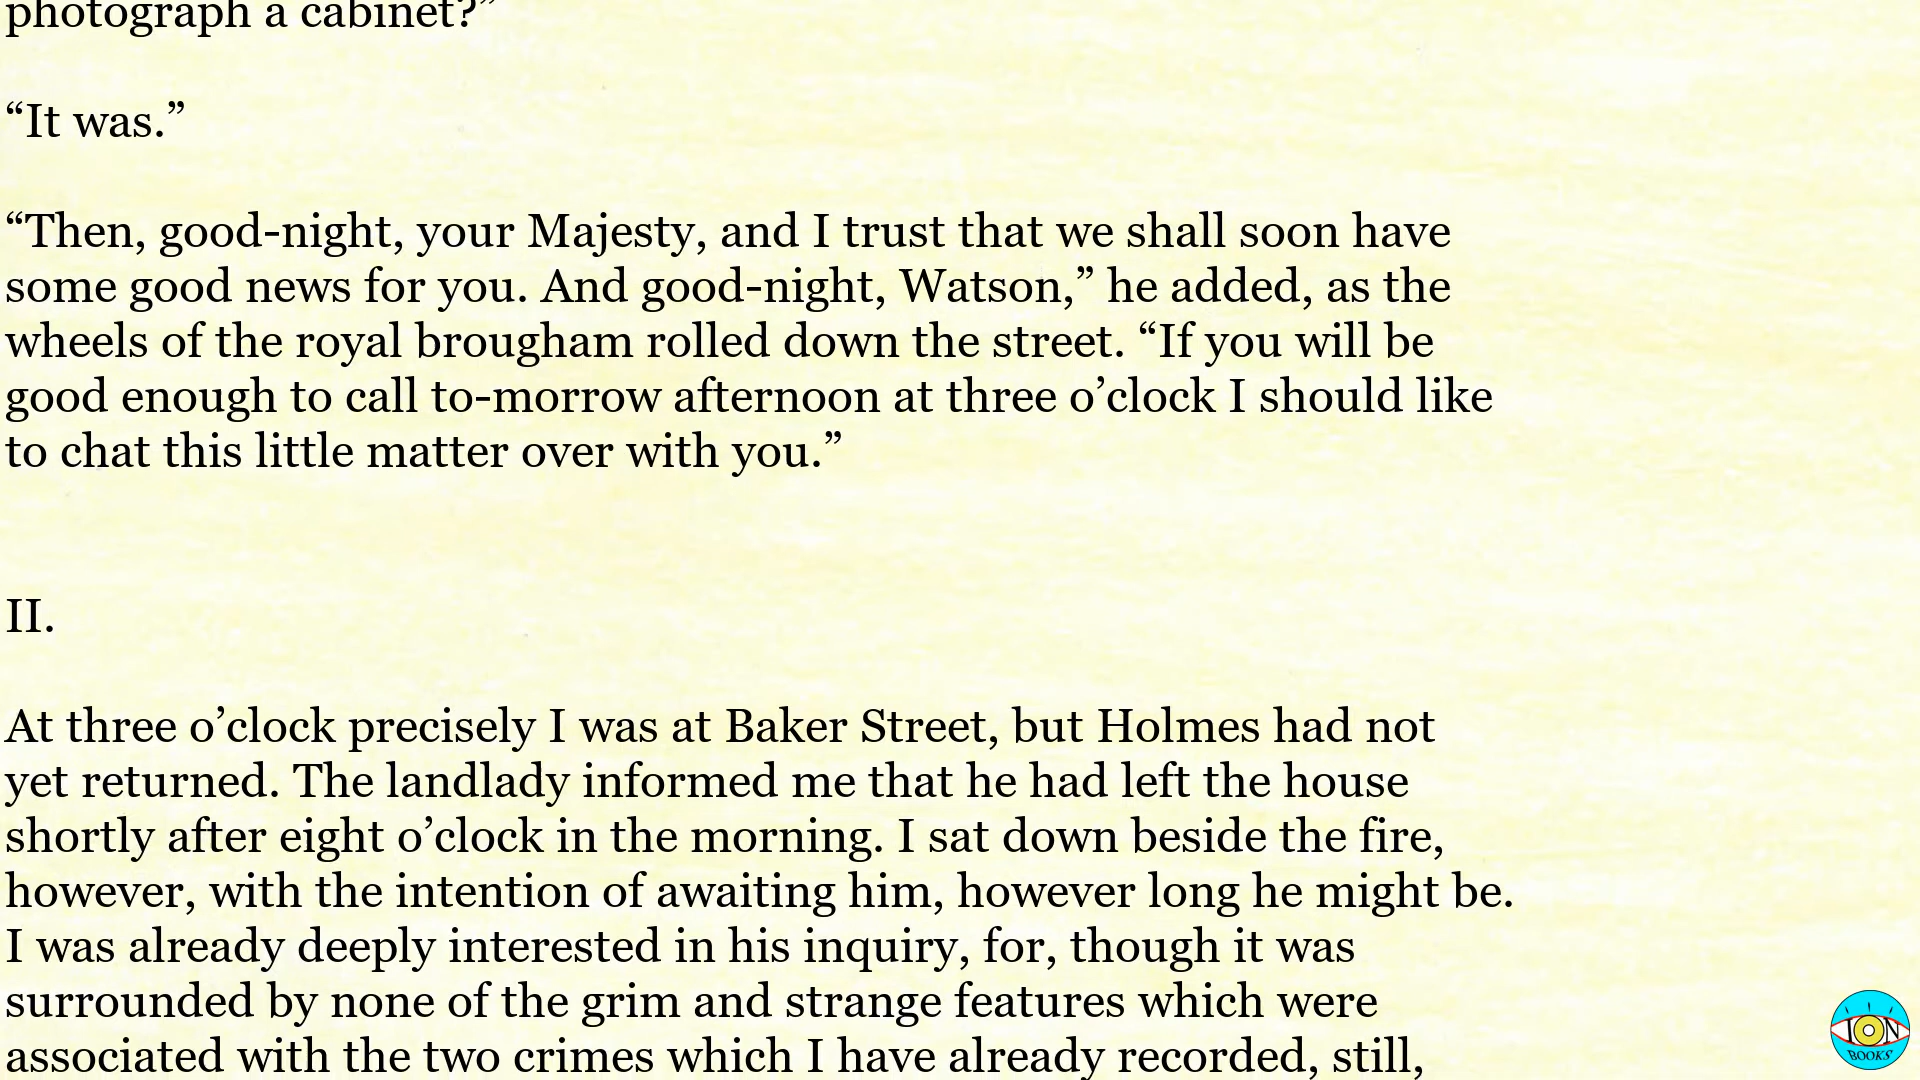 photograph a cabinet?”
“It was.”
“Then, good-night, your Majesty, and I trust that we shall soon have
some good news for you. And good-night, Watson,” he added, as the
wheels of the royal brougham rolled down the street. “If you will be
good enough to call to-morrow afternoon at three o’clock I should like
to chat this little matter over with you.”
II.
At three o’clock precisely I was at Baker Street, but Holmes had not
yet returned. The landlady informed me that he had left the house
shortly after eight o’clock in the morning. I sat down beside the fire,
however, with the intention of awaiting him, however long he might be.
I was already deeply interested in his inquiry, for, though it was
surrounded by none of the grim and strange features which were
associated with the two crimes which I have already recorded, still,
ION
BOOKS